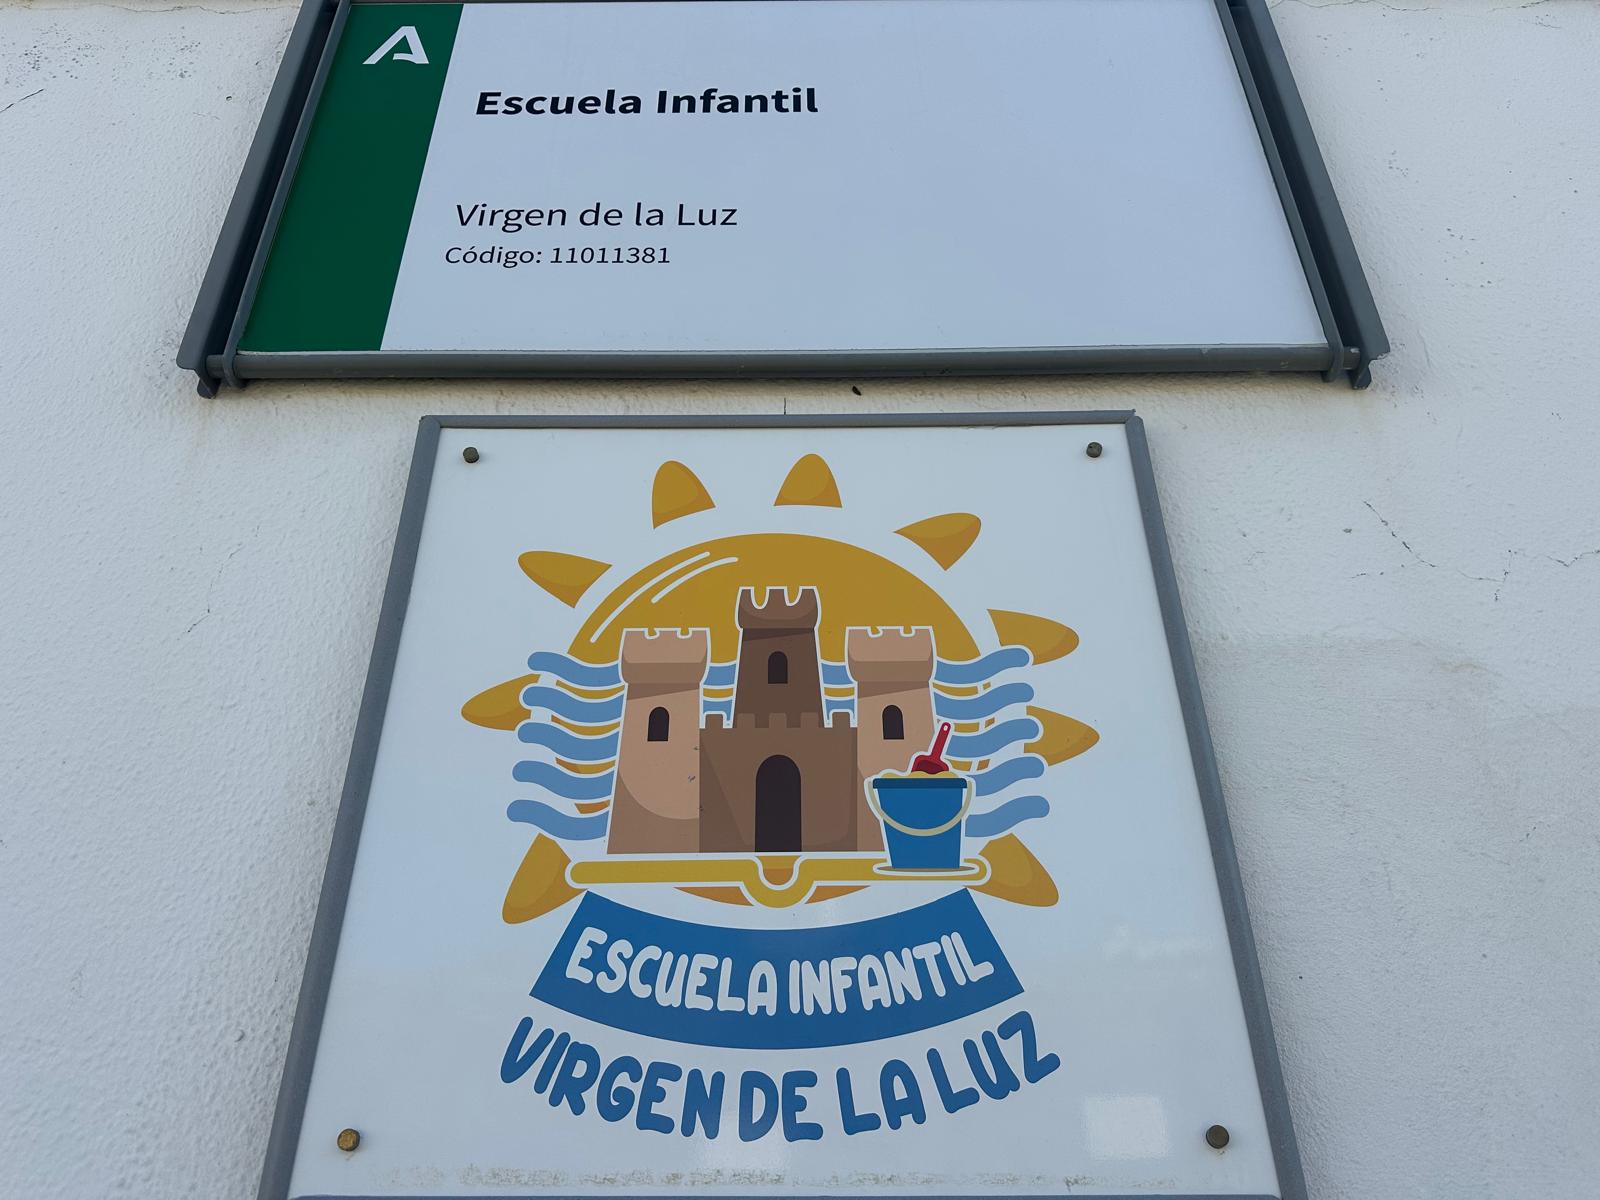 Escuela Infantil
Virgen de la Luz
Código: 11011381
ESCUELA INFANTIL
VIRGEN DE LA LUZ